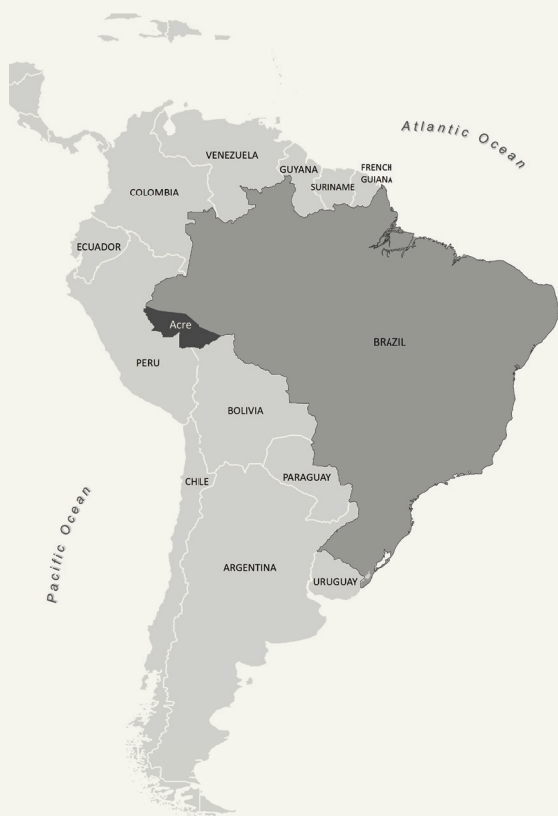 Atlantic Ocean
VENEZUELA
GUYANA
FRENCH
GUIANA
SURINAME
COLOMBIA
ECUADOR
Acre
BRAZIL
PERU
BOLIVIA
PARAGUAY
CHILE
Pacific Ocean
ARGENTINA
URUGUAY